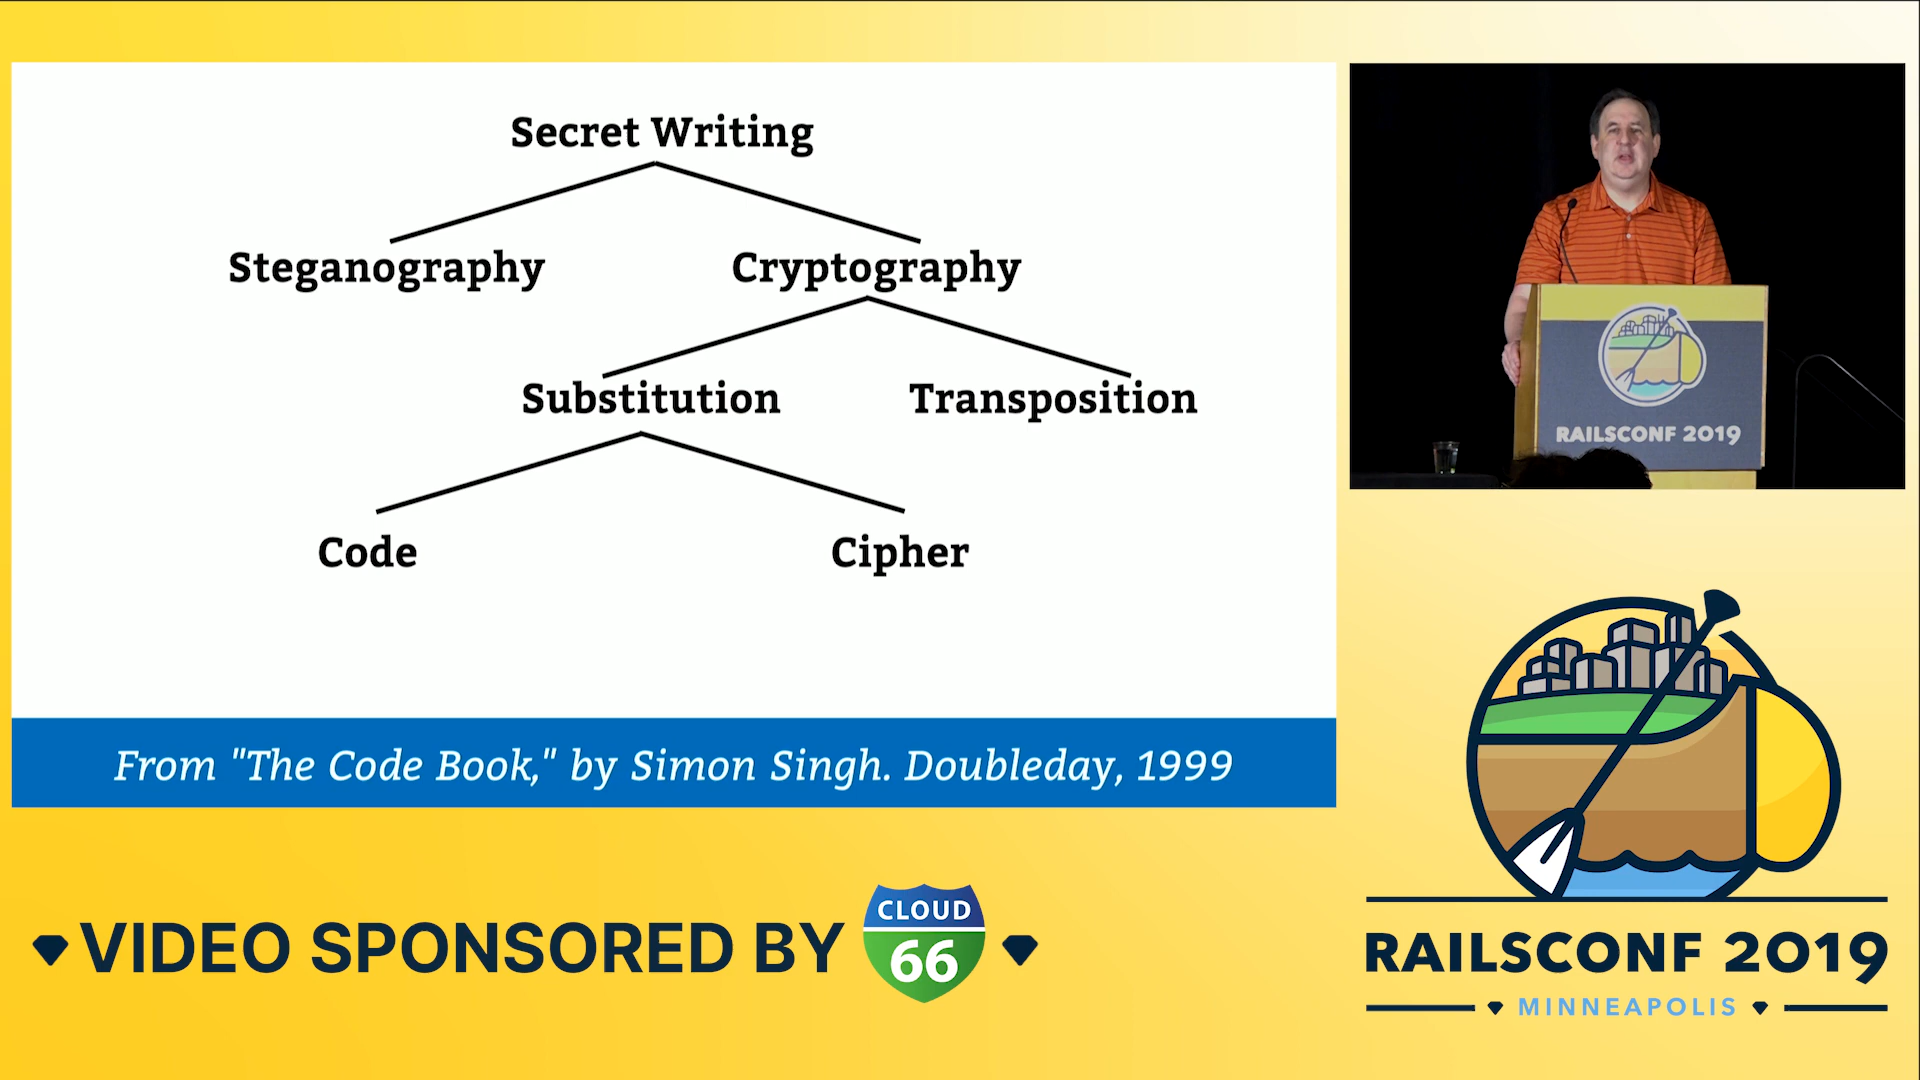 Secret Writing
Steganography
Cryptography
Substitution
Transposition
Code
Cipher
From "The Code Book," by Simon Singh. Doubleday, 1999
RAILSCONF 2019
VIDEO SPONSORED BY
CLOUD
66
RAILSCONF 2019
MINNEAPOLIS